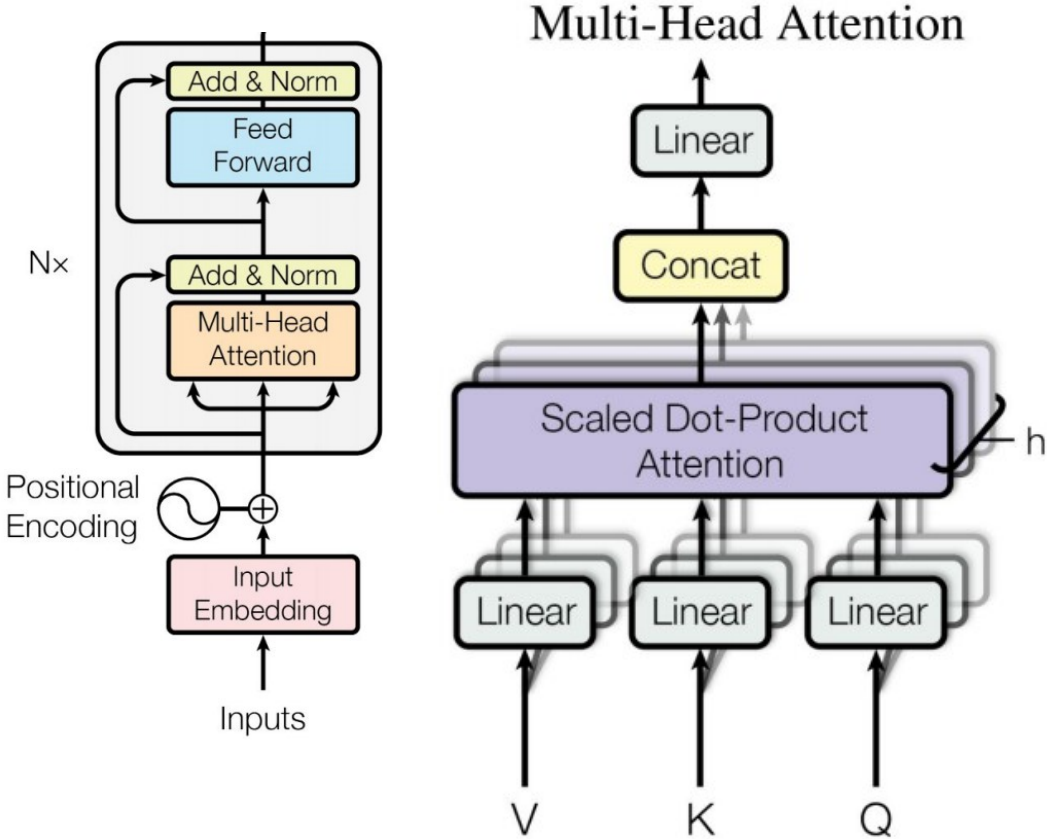 Add & Norm
Feed
Forward
Nx
Add & Norm
Multi-Head
Attention
Positional
Encoding
Input
Embedding
Inputs
Multi-Head Attention
Linear
Concat
Scaled Dot-Product
Attention
h
Linear
Linear
Linear
V
K
Q